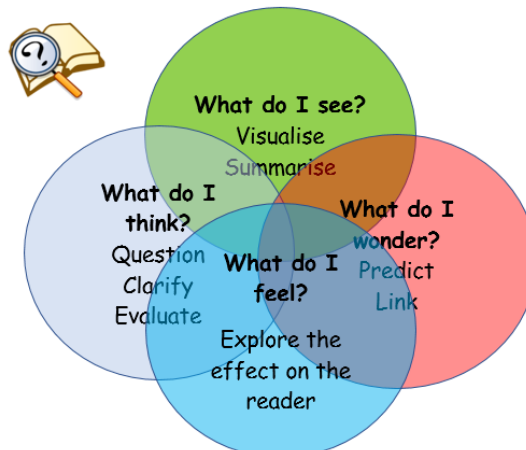 ?
What do I see?
Visualise
Summarise
What do I
think?
Question
Clarify
Evaluate
What do I
wonder?
Predict
Link
What do I
feel?
Explore the
effect on the
reader